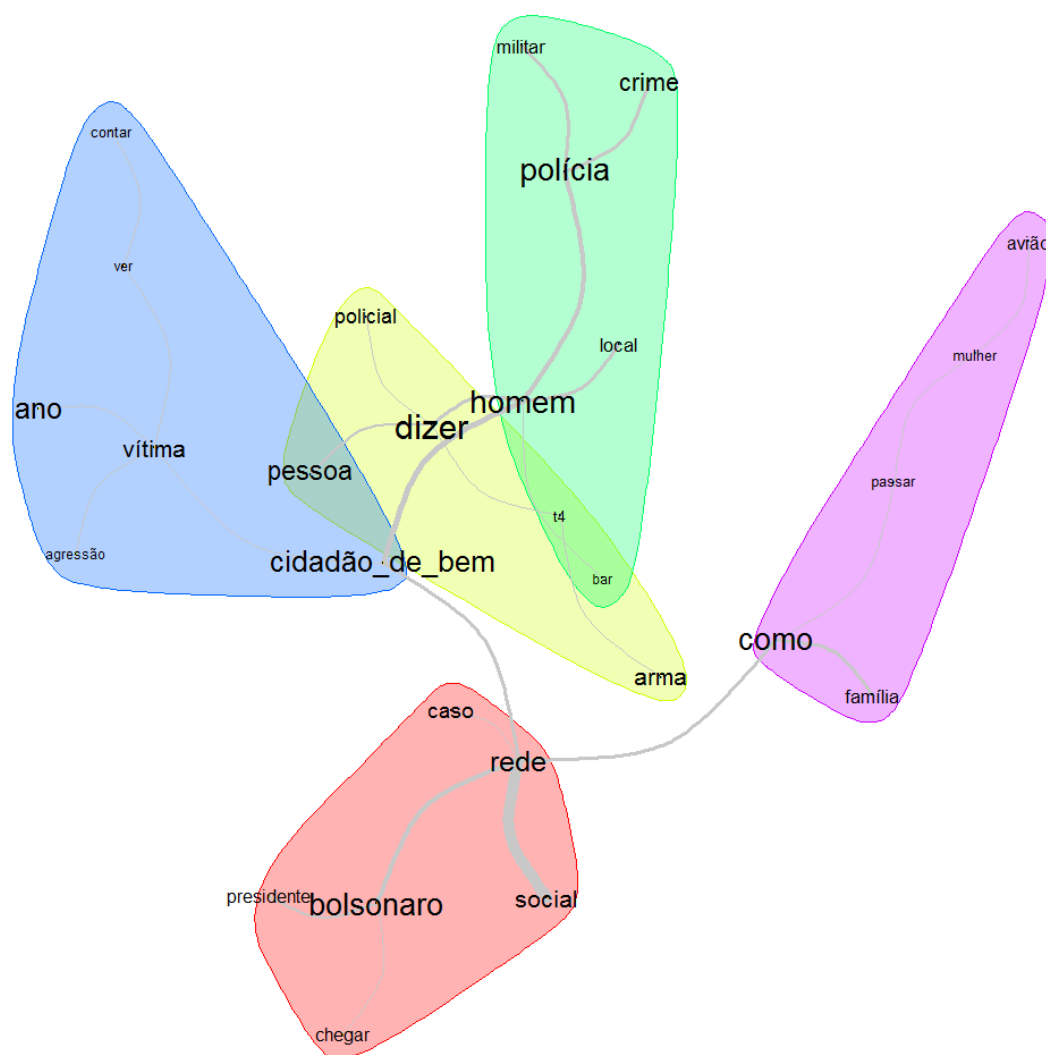 militar
crime
contar
polícia
avião
ver
policial
local
mulher
ano
homem
dizer
vítima
pessoa
passar
t4
agressão
cidadão_de_bem
bar
como
arma
família
caso
rede
presidente
bolsonaro
social
chegar